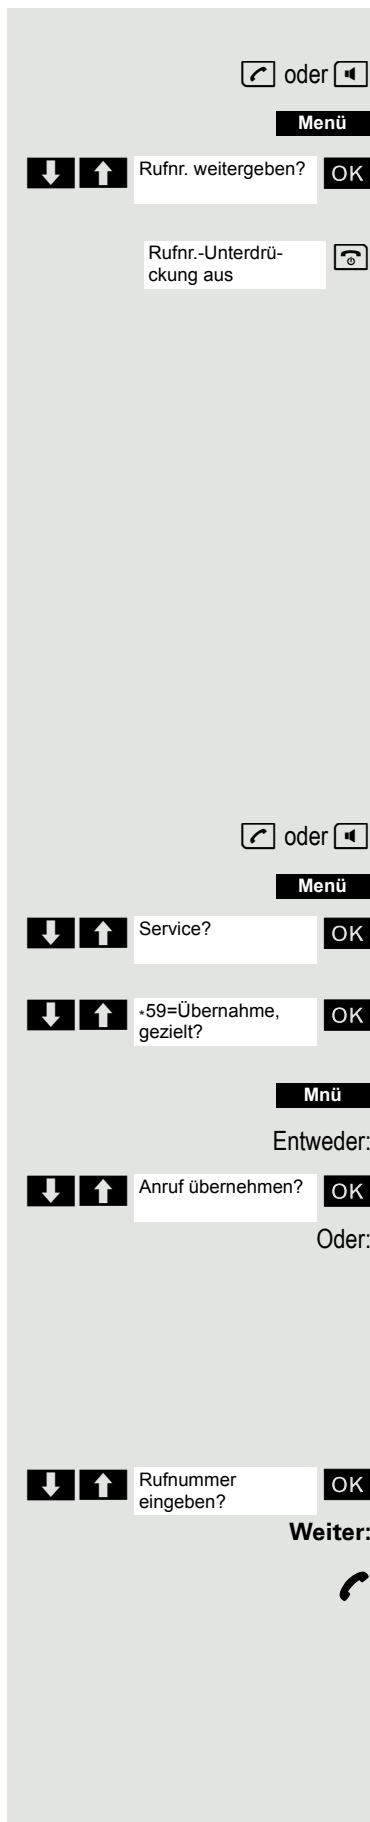 oder
Menü
Rufnr. weitergeben? OK
Rufnr.-Unterdrü-
ckung aus
oder
Menü
Service? OK
*59=Übernahme,
gezielt? OK
Mnü
Entweder:
Anruf übernehmen? OK
Oder:
Rufnummer
eingeben? OK
Weiter: